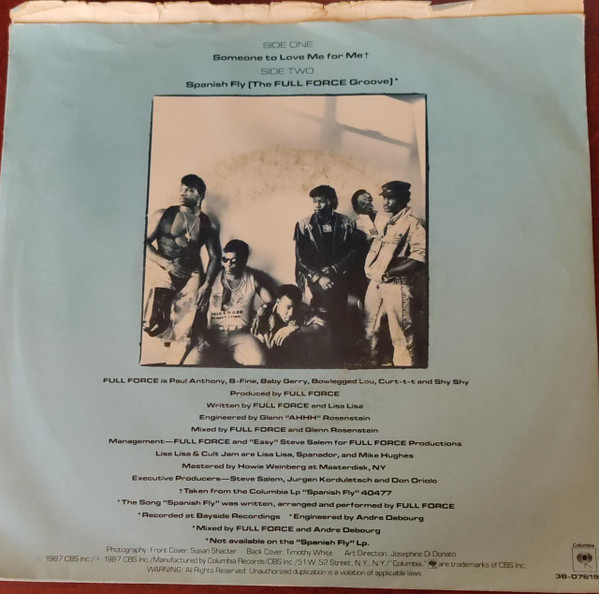 SIDE ONE
Someone to Love Me for Me†
SIDE TWO
Spanish Fly [The FULL FORCE Groove]*
FULL FORCE is Paul Anthony, B-Fine, Baby Gerry, Bowlegged Lou, Curt-t-t and Shy Shy
Produced by FULL FORCE
Written by FULL FORCE and Lisa Lisa
Engineered by Glenn "AHHH" Rosenstein
Mixed by FULL FORCE and Glenn Rosenstein
Management—FULL FORCE and "Easy" Steve Salem for FULL FORCE Productions
Lisa Lisa & Cult Jam are Lisa Lisa, Spanador, and Mike Hughes
Mastered by Howie Weinberg at Masterdisk, NY
Executive Producers—Steve Salem, Jurgen Korduletsch and Don Oriolo
†Taken from the Columbia Lp "Spanish Fly" 40477
*The Song "Spanish Fly" was written, arranged and performed by FULL FORCE
*Recorded at Bayside Recordings *Engineered by Andre Debourg
*Mixed by FULL FORCE and Andre Debourg
*Not available on the "Spanish Fly" Lp.
Photography: Front Cover, Susan Shacter Back Cover, Timothy White Art Direction: Josephine Di Donato
1987 CBS Inc./ 1987 CBS Inc./Manufactured by Columbia Records/CBS Inc./51 W. 52 Street, N.Y., N.Y./"Columbia," are trademarks of CBS Inc.
WARNING: All Rights Reserved. Unauthorized duplication is a violation of applicable laws.
Columbia
38-07619